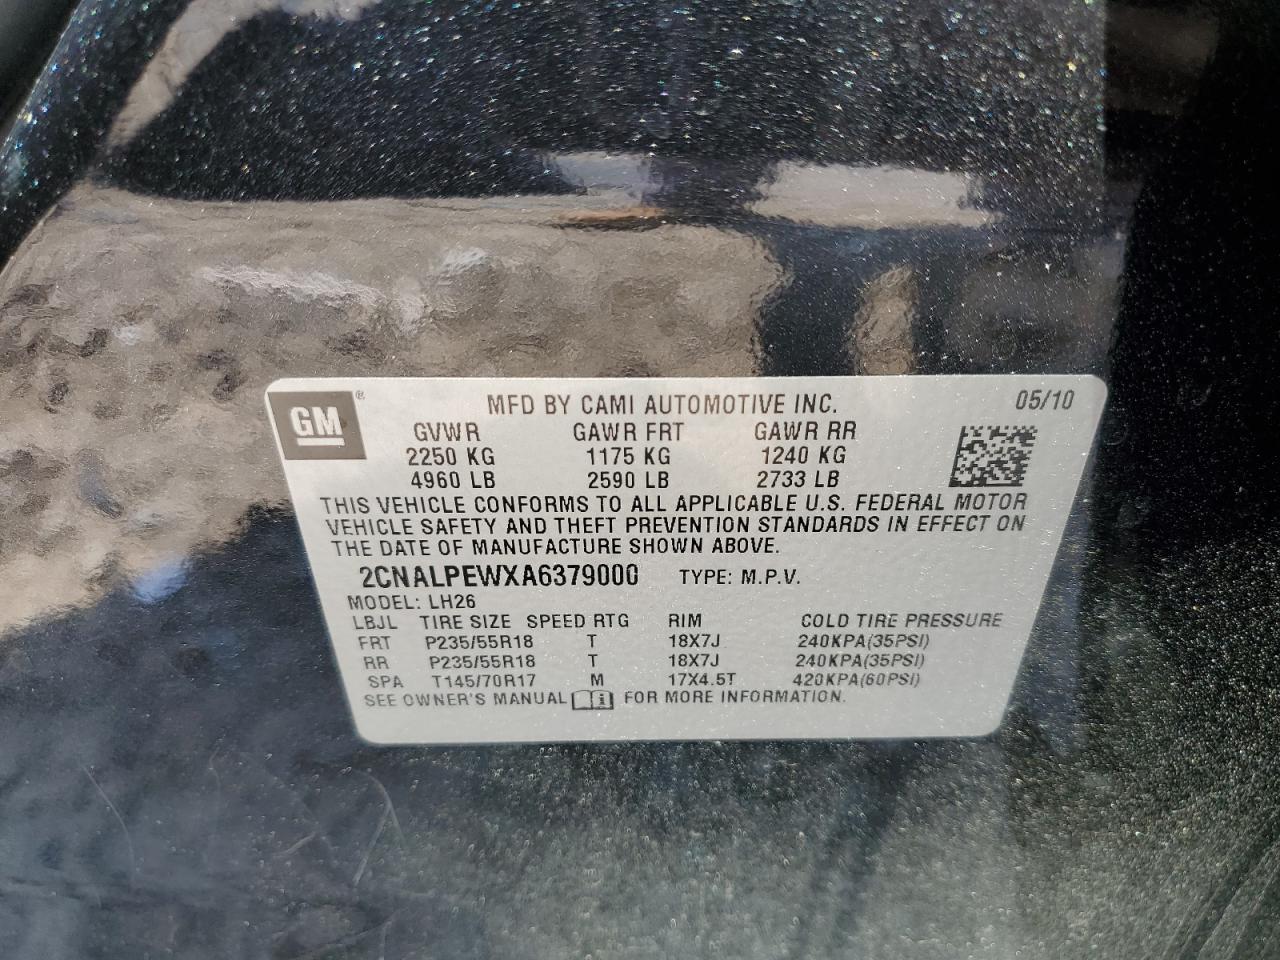 GM ® MFD BY CAMI AUTOMOTIVE INC. 05/10
GVWR GAWR FRT GAWR RR
2250 KG 1175 KG 1240 KG
4960 LB 2590 LB 2733 LB
THIS VEHICLE CONFORMS TO ALL APPLICABLE U.S. FEDERAL MOTOR
VEHICLE SAFETY AND THEFT PREVENTION STANDARDS IN EFFECT ON
THE DATE OF MANUFACTURE SHOWN ABOVE.
2CNALPEWXA6379000 TYPE: M.P.V.
MODEL: LH26
LBJL TIRE SIZE SPEED RTG RIM COLD TIRE PRESSURE
FRT P235/55R18 T 18X7J 240KPA(35PSI)
RR P235/55R18 T 18X7J 240KPA(35PSI)
SPA T145/70R17 M 17X4.5T 420KPA(60PSI)
SEE OWNER'S MANUAL i FOR MORE INFORMATION.